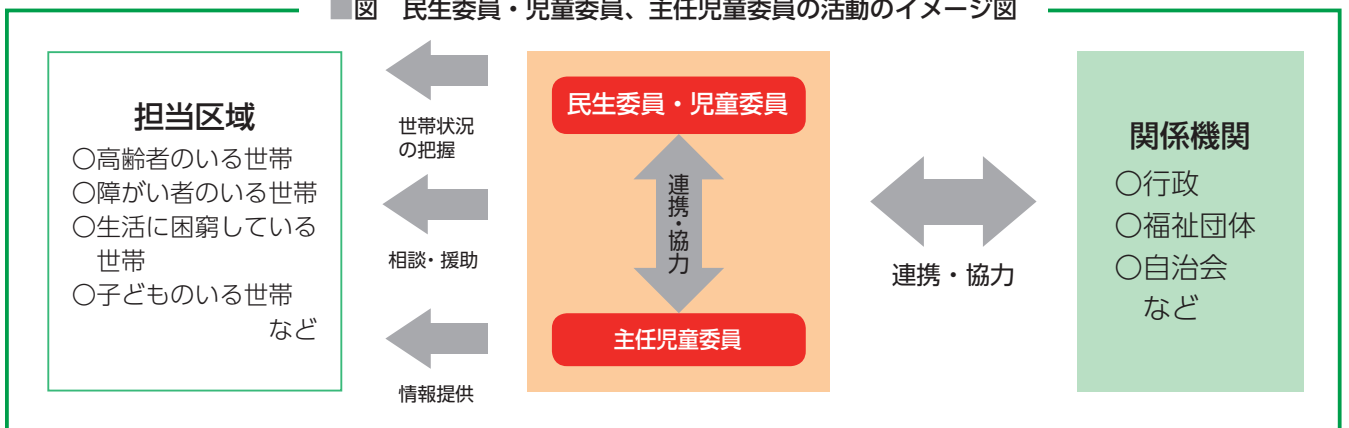 ■図 民生委員・児童委員、主任児童委員の活動のイメージ図
担当区域
○高齢者のいる世帯
○障がい者のいる世帯
○生活に困窮している
世帯
○子どものいる世帯
など
世帯状況
の把握
相談・援助
情報提供
民生委員・児童委員
連携・協力
主任児童委員
連携・協力
関係機関
○行政
○福祉団体
○自治会
など